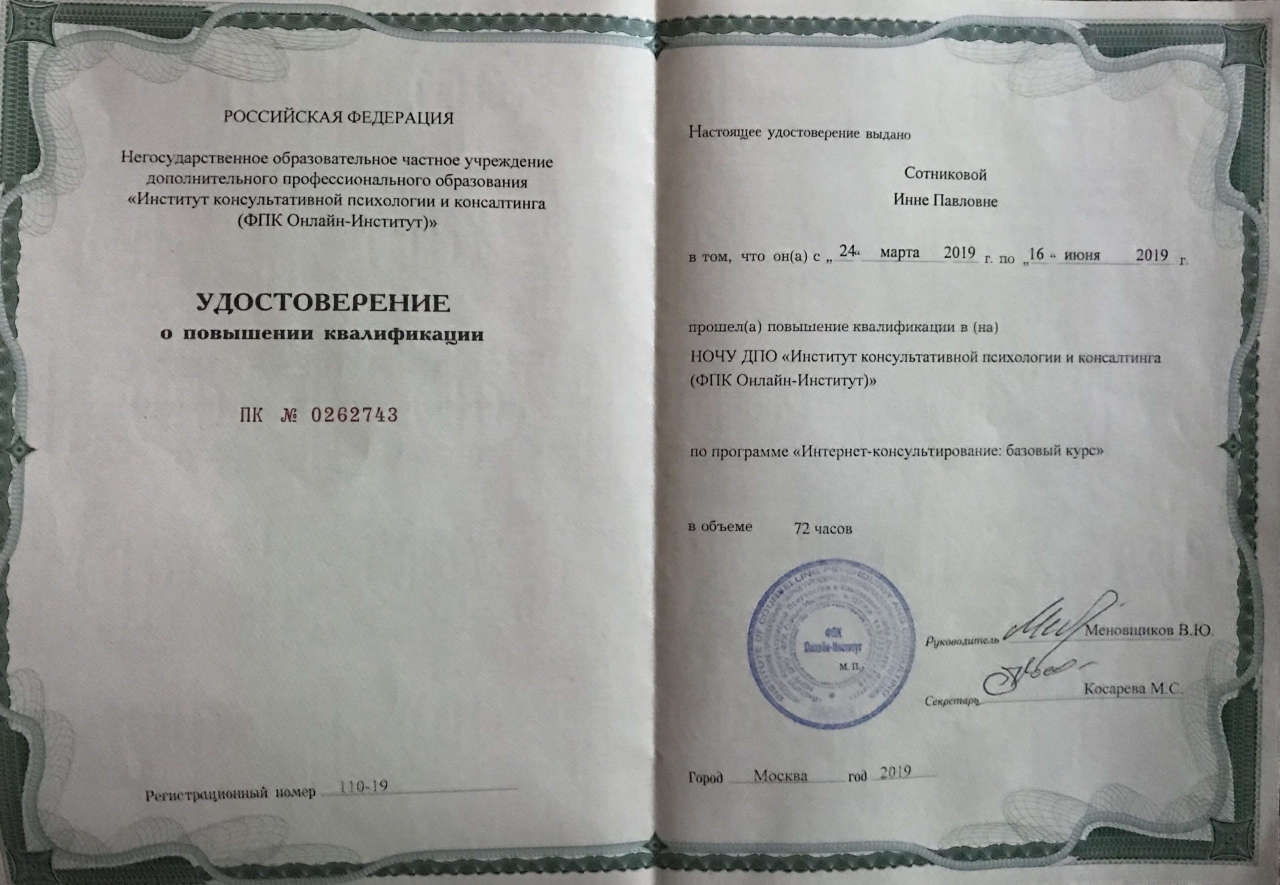 РОССИЙСКАЯ ФЕДЕРАЦИЯ
Негосударственное образовательное частное учреждение
дополнительного профессионального образования
«Институт консультативной психологии и консалтинга
(ФПК Онлайн-Институт)»
УДОСТОВЕРЕНИЕ
о повышении квалификации
ПК № 0262743
Регистрационный номер 110-19
Настоящее удостоверение выдано
Сотниковой
Инне Павловне
в том, что он(а) с „ 24“ марта 2019 г. по „16 “ июня 2019 г.
прошел(а) повышение квалификации в (на)
НОЧУ ДПО «Институт консультативной психологии и консалтинга
(ФПК Онлайн-Институт)»
по программе «Интернет-консультирование: базовый курс»
в объеме 72 часов
ФПК
Онлайн-Институт
М. П.
Руководитель Меновщиков В.Ю.
Секретарь Косарева М.С.
Город Москва год 2019